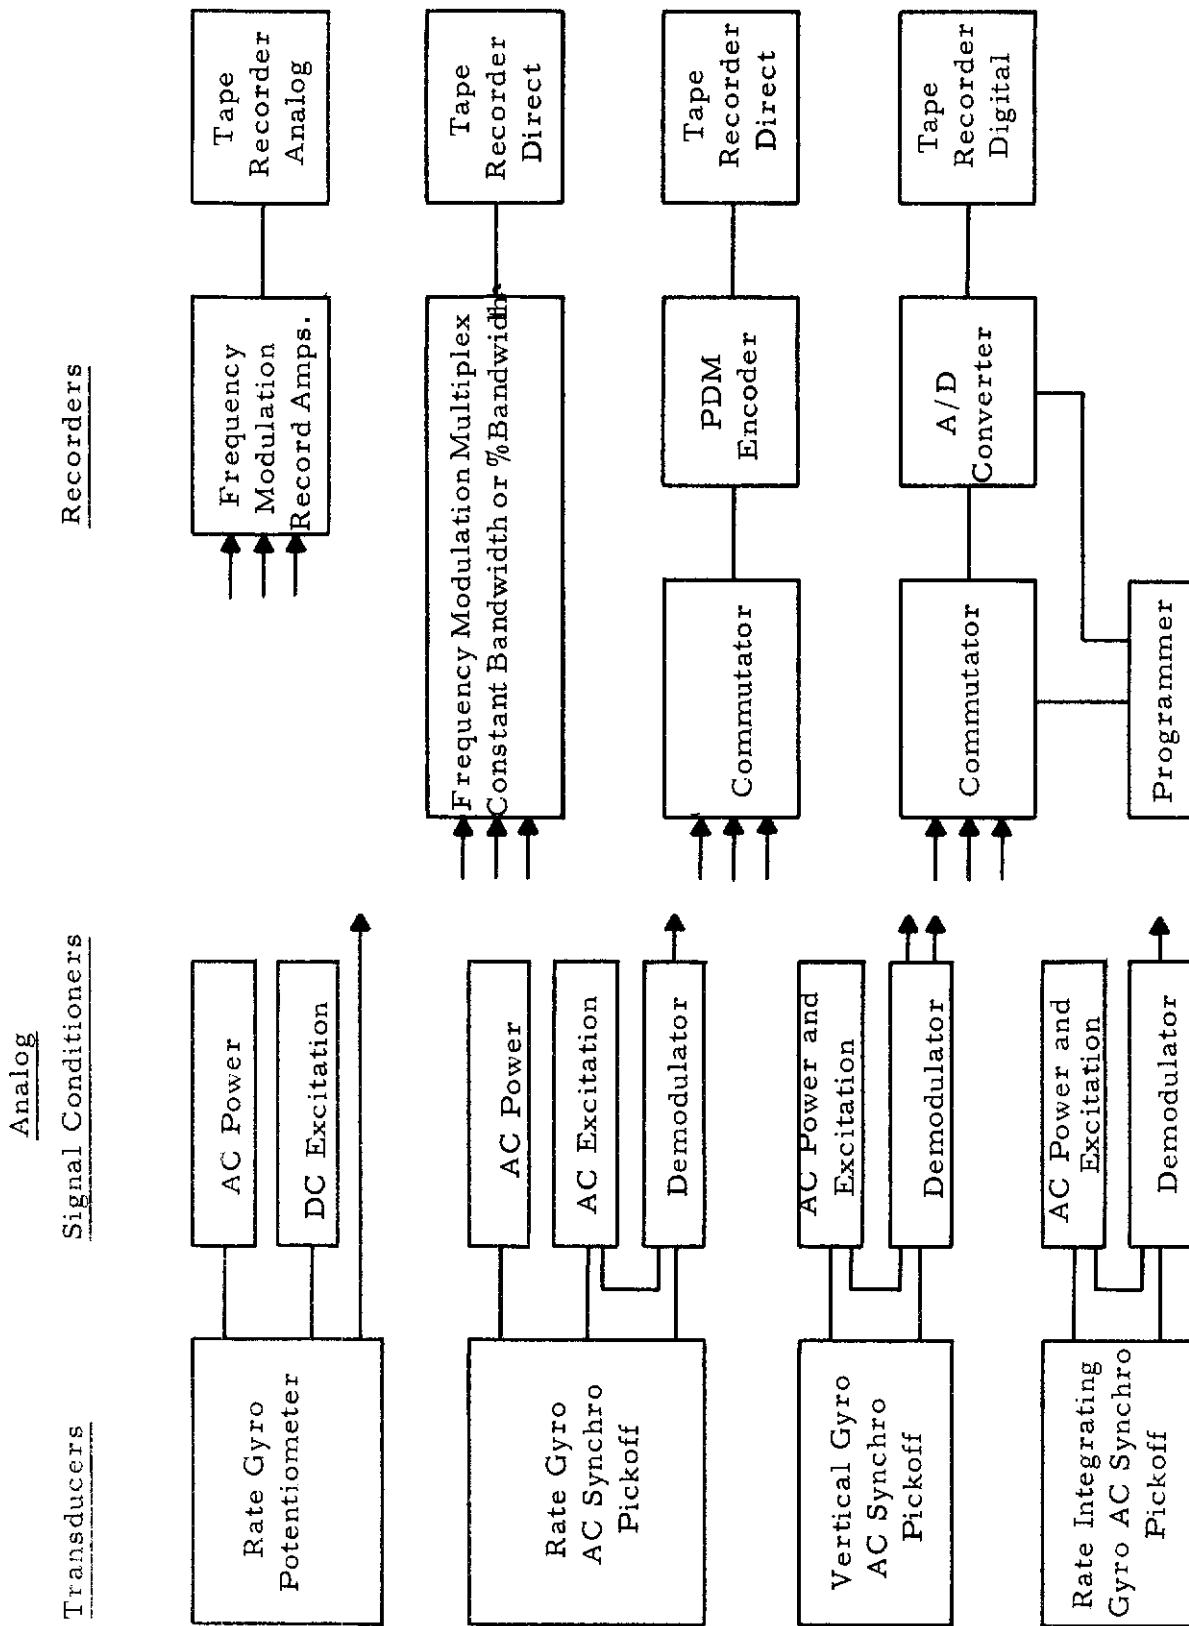 Transducers
Analog
Signal Conditioners
Recorders
Rate Gyro
Potentiometer
AC Power
DC Excitation
Frequency
Modulation
Record Amps.
Tape
Recorder
Analog
Rate Gyro
AC Synchro
Pickoff
AC Power
AC Excitation
Demodulator
Frequency Modulation Multiplex
Constant Bandwidth or %Bandwidth
Tape
Recorder
Direct
Vertical Gyro
AC Synchro
Pickoff
AC Power and
Excitation
Demodulator
Commutator
PDM
Encoder
Tape
Recorder
Direct
Rate Integrating
Gyro AC Synchro
Pickoff
AC Power and
Excitation
Demodulator
Commutator
A/D
Converter
Tape
Recorder
Digital
Programmer